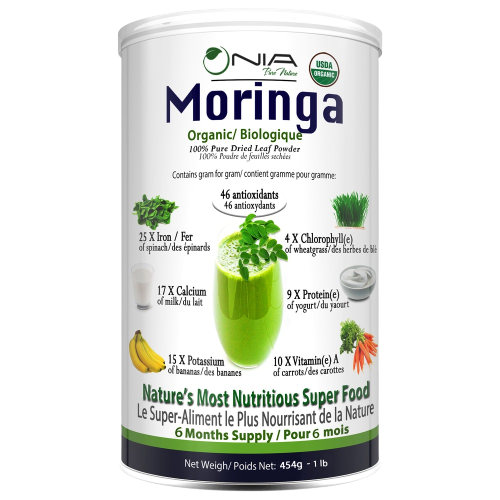 NIA
Pure Nature
USDA
ORGANIC
Moringa
Organic/ Biologique
100% Pure Dried Leaf Powder
100% Poudre de feuilles sechées
Contains gram for gram/ contient gramme pour gramme:
46 antioxidants
46 antioxydants
25 X Iron / Fer
of spinach/des épinards
4 X Chlorophyll(e)
of wheatgrass/des herbes de blé
17 X Calcium
of milk/du lait
9 X Protein(e)
of yogurt/du yaourt
15 X Potassium
of bananas/des bananes
10 X Vitamin(e) A
of carrots/des carottes
Nature's Most Nutritious Super Food
Le Super-Aliment le Plus Nourrisant de la Nature
6 Months Supply / Pour 6 mois
Net Weigh/ Poids Net: 454g - 1 lb